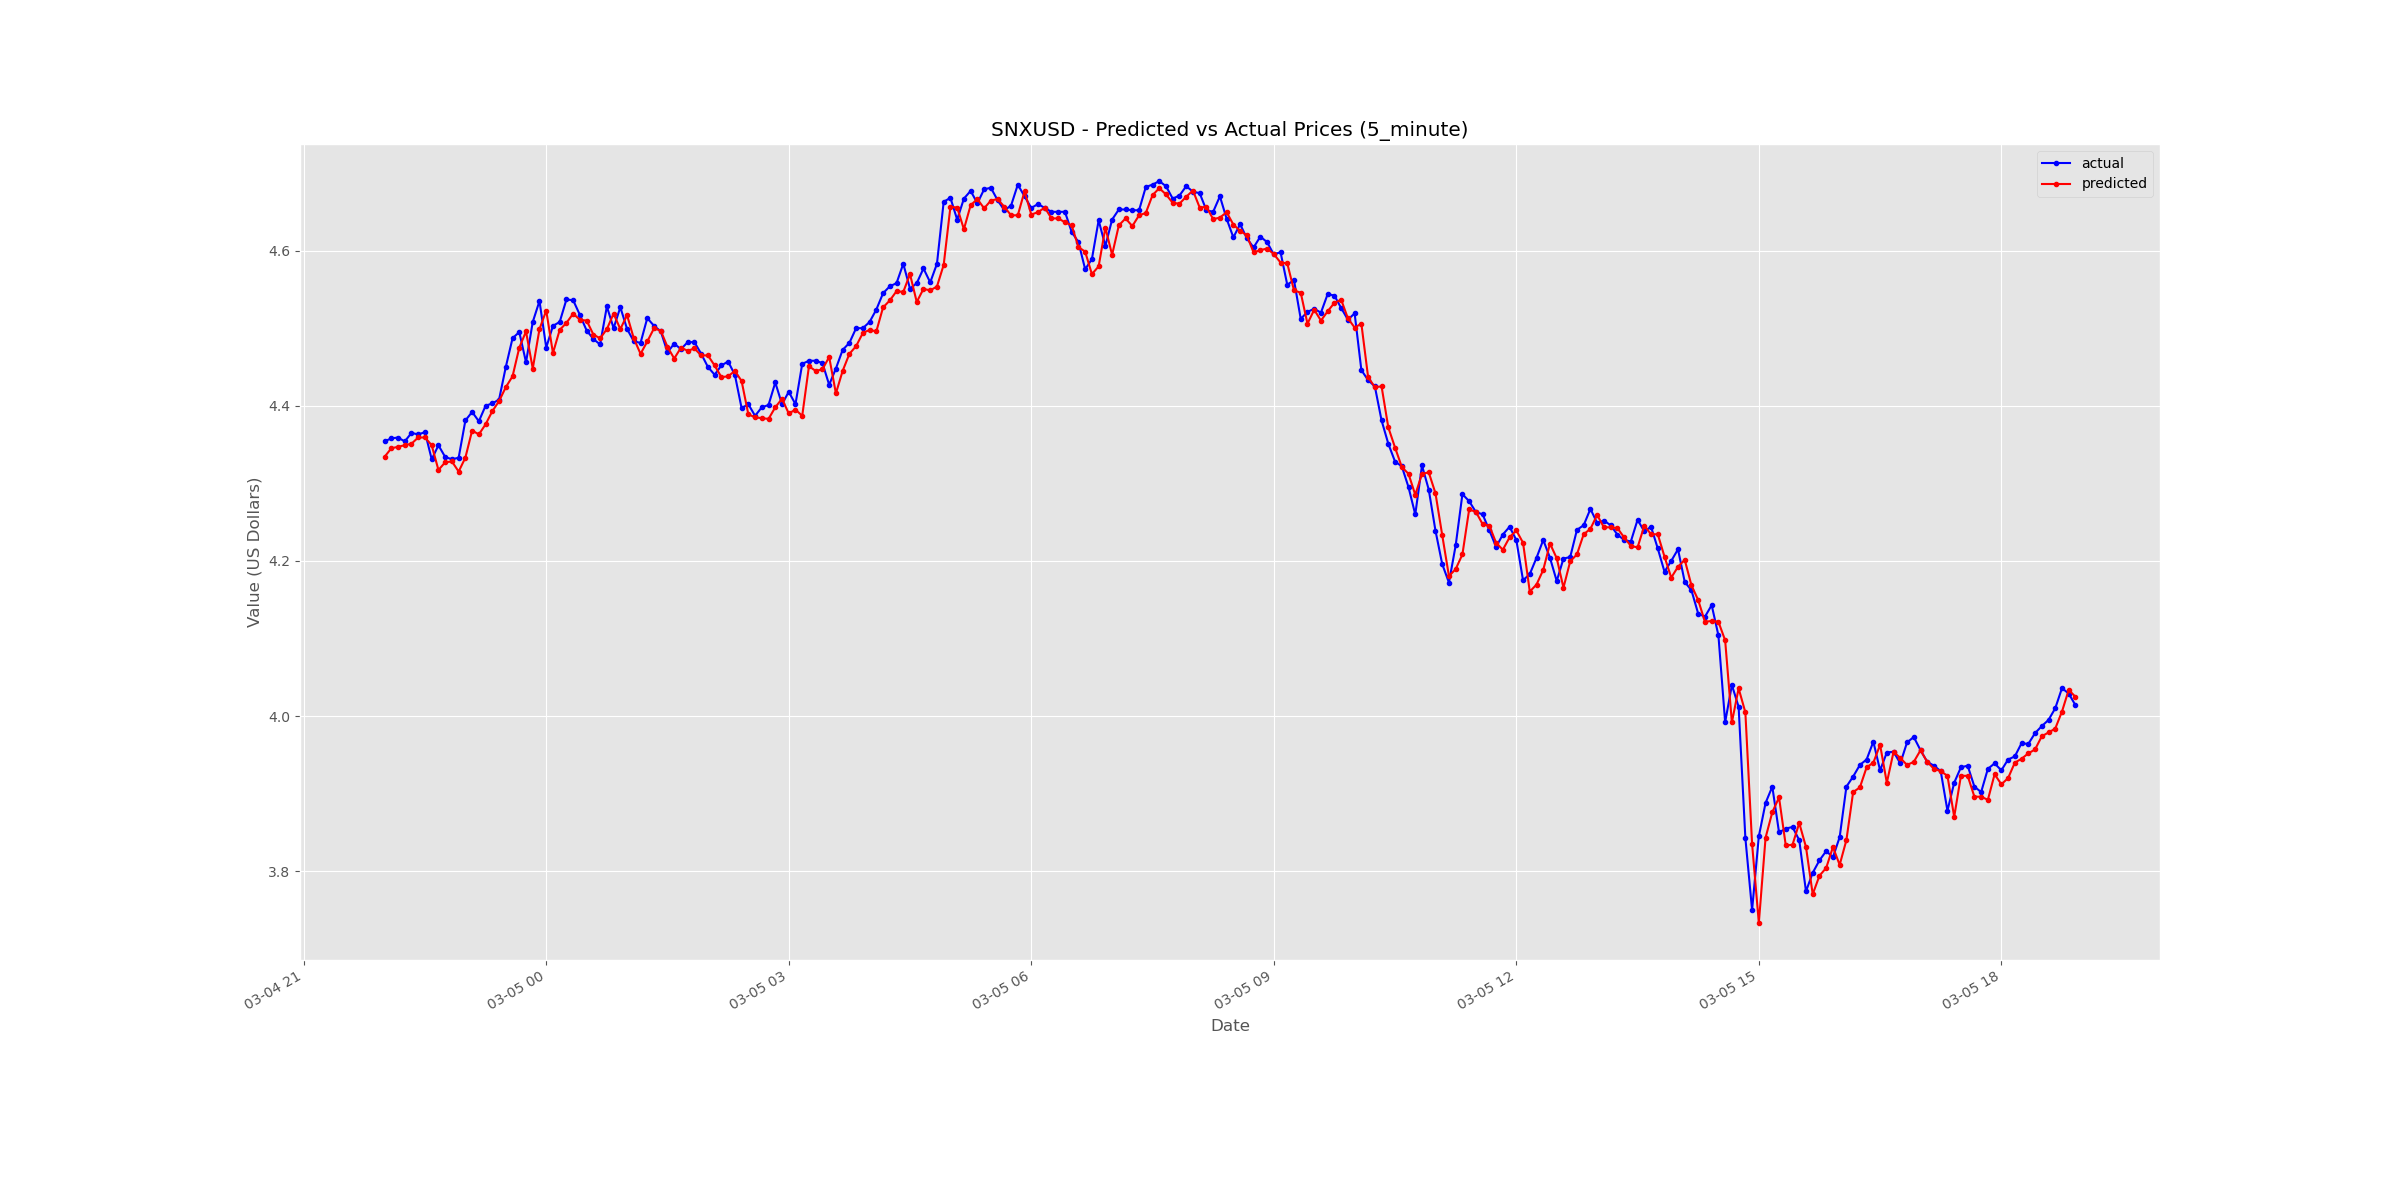 SNXUSD - Predicted vs Actual Prices (5_minute)
actual
predicted
Value (US Dollars)
4.6
4.4
4.2
4.0
3.8
03-04 21
03-05 00
03-05 03
03-05 06
03-05 09
03-05 12
03-05 15
03-05 18
Date